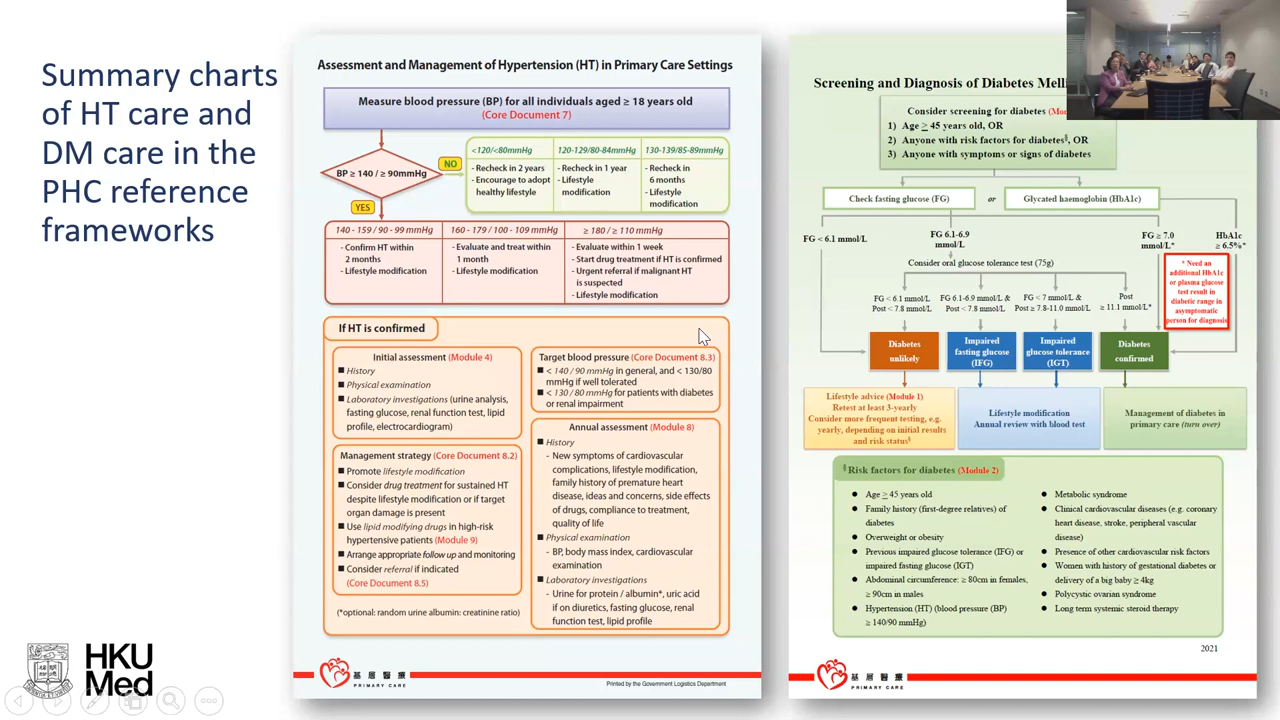 Summary charts
of HT care and
DM care in the
PHC reference
frameworks
Assessment and Management of Hypertension (HT) in Primary Care Settings
Measure blood pressure (BP) for all individuals aged ≥ 18 years old
(Core Document 7)
BP ≥ 140 / ≥ 90mmHg
NO
YES
<120/<80mmHg
- Recheck in 2 years
- Encourage to adopt
healthy lifestyle
120-129/80-84mmHg
- Recheck in 1 year
- Lifestyle
modification
130-139/85-89mmHg
- Recheck in
6 months
- Lifestyle
modification
140 - 159 / 90 - 99 mmHg
- Confirm HT within
2 months
- Lifestyle modification
160 - 179 / 100 - 109 mmHg
- Evaluate and treat within
1 month
- Lifestyle modification
≥ 180 / ≥ 110 mmHg
- Evaluate within 1 week
- Start drug treatment if HT is confirmed
- Urgent referral if malignant HT
is suspected
- Lifestyle modification
If HT is confirmed
Initial assessment (Module 4)
■ History
■ Physical examination
■ Laboratory investigations (urine analysis,
fasting glucose, renal function test, lipid
profile, electrocardiogram)
Management strategy (Core Document 8.2)
■ Promote lifestyle modification
■ Consider drug treatment for sustained HT
despite lifestyle modification or if target
organ damage is present
■ Use lipid modifying drugs in high-risk
hypertensive patients (Module 9)
■ Arrange appropriate follow up and monitoring
■ Consider referral if indicated
(Core Document 8.5)
(*optional: random urine albumin: creatinine ratio)
Target blood pressure (Core Document 8.3)
■ < 140 / 90 mmHg in general, and < 130/80
mmHg if well tolerated
■ < 130 / 80 mmHg for patients with diabetes
or renal impairment
Annual assessment (Module 8)
■ History
- New symptoms of cardiovascular
complications, lifestyle modification,
family history of premature heart
disease, ideas and concerns, side effects
of drugs, compliance to treatment,
quality of life
■ Physical examination
- BP, body mass index, cardiovascular
examination
■ Laboratory investigations
- Urine for protein / albumin*, uric acid
if on diuretics, fasting glucose, renal
function test, lipid profile
基層醫療
PRIMARY CARE
Printed by the Government Logistics Department
Screening and Diagnosis of Diabetes
Consider screening for diabetes
1) Age ≥ 45 years old, OR
2) Anyone with risk factors for diabetes§, OR
3) Anyone with symptoms or signs of diabetes
Check fasting glucose (FG)
or
Glycated haemoglobin (HbA1c)
FG < 6.1 mmol/L
FG 6.1-6.9
mmol/L
FG ≥ 7.0
mmol/L*
HbA1c
≥ 6.5%*
Consider oral glucose tolerance test (75g)
* Need an
additional HbA1c
or plasma glucose
test result in
diabetic range in
asymptomatic
person for diagnosis
FG < 6.1 mmol/L
Post < 7.8 mmol/L
FG 6.1-6.9 mmol/L &
Post < 7.8 mmol/L
FG < 7 mmol/L &
Post ≥ 7.8-11.0 mmol/L
Post
≥ 11.1 mmol/L*
Diabetes
unlikely
Impaired
fasting glucose
(IFG)
Impaired
glucose tolerance
(IGT)
Diabetes
confirmed
Lifestyle advice (Module 1)
Retest at least 3-yearly
Consider more frequent testing, e.g.
yearly, depending on initial results
and risk status§
Lifestyle modification
Annual review with blood test
Management of diabetes in
primary care (turn over)
§Risk factors for diabetes (Module 2)
● Age ≥ 45 years old
● Family history (first-degree relatives) of
diabetes
● Overweight or obesity
● Previous impaired glucose tolerance (IFG) or
impaired fasting glucose (IGT)
● Abdominal circumference: ≥ 80cm in females,
≥ 90cm in males
● Hypertension (HT) (blood pressure (BP)
≥ 140/90 mmHg)
● Metabolic syndrome
● Clinical cardiovascular diseases (e.g. coronary
heart disease, stroke, peripheral vascular
disease)
● Presence of other cardiovascular risk factors
● Women with history of gestational diabetes or
delivery of a big baby ≥ 4kg
● Polycystic ovarian syndrome
● Long term systemic steroid therapy
2021
基層醫療
PRIMARY CARE
HKU
Med